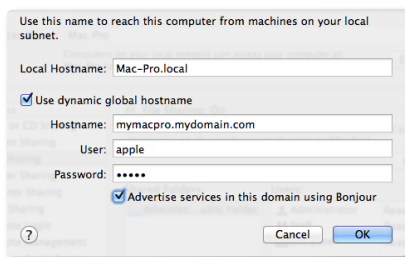 Use this name to reach this computer from machines on your local
subnet.
Local Hostname: Mac-Pro.local
Use dynamic global hostname
Hostname: mymacpro.mydomain.com
User: apple
Password: •••••
Advertise services in this domain using Bonjour
? Cancel OK